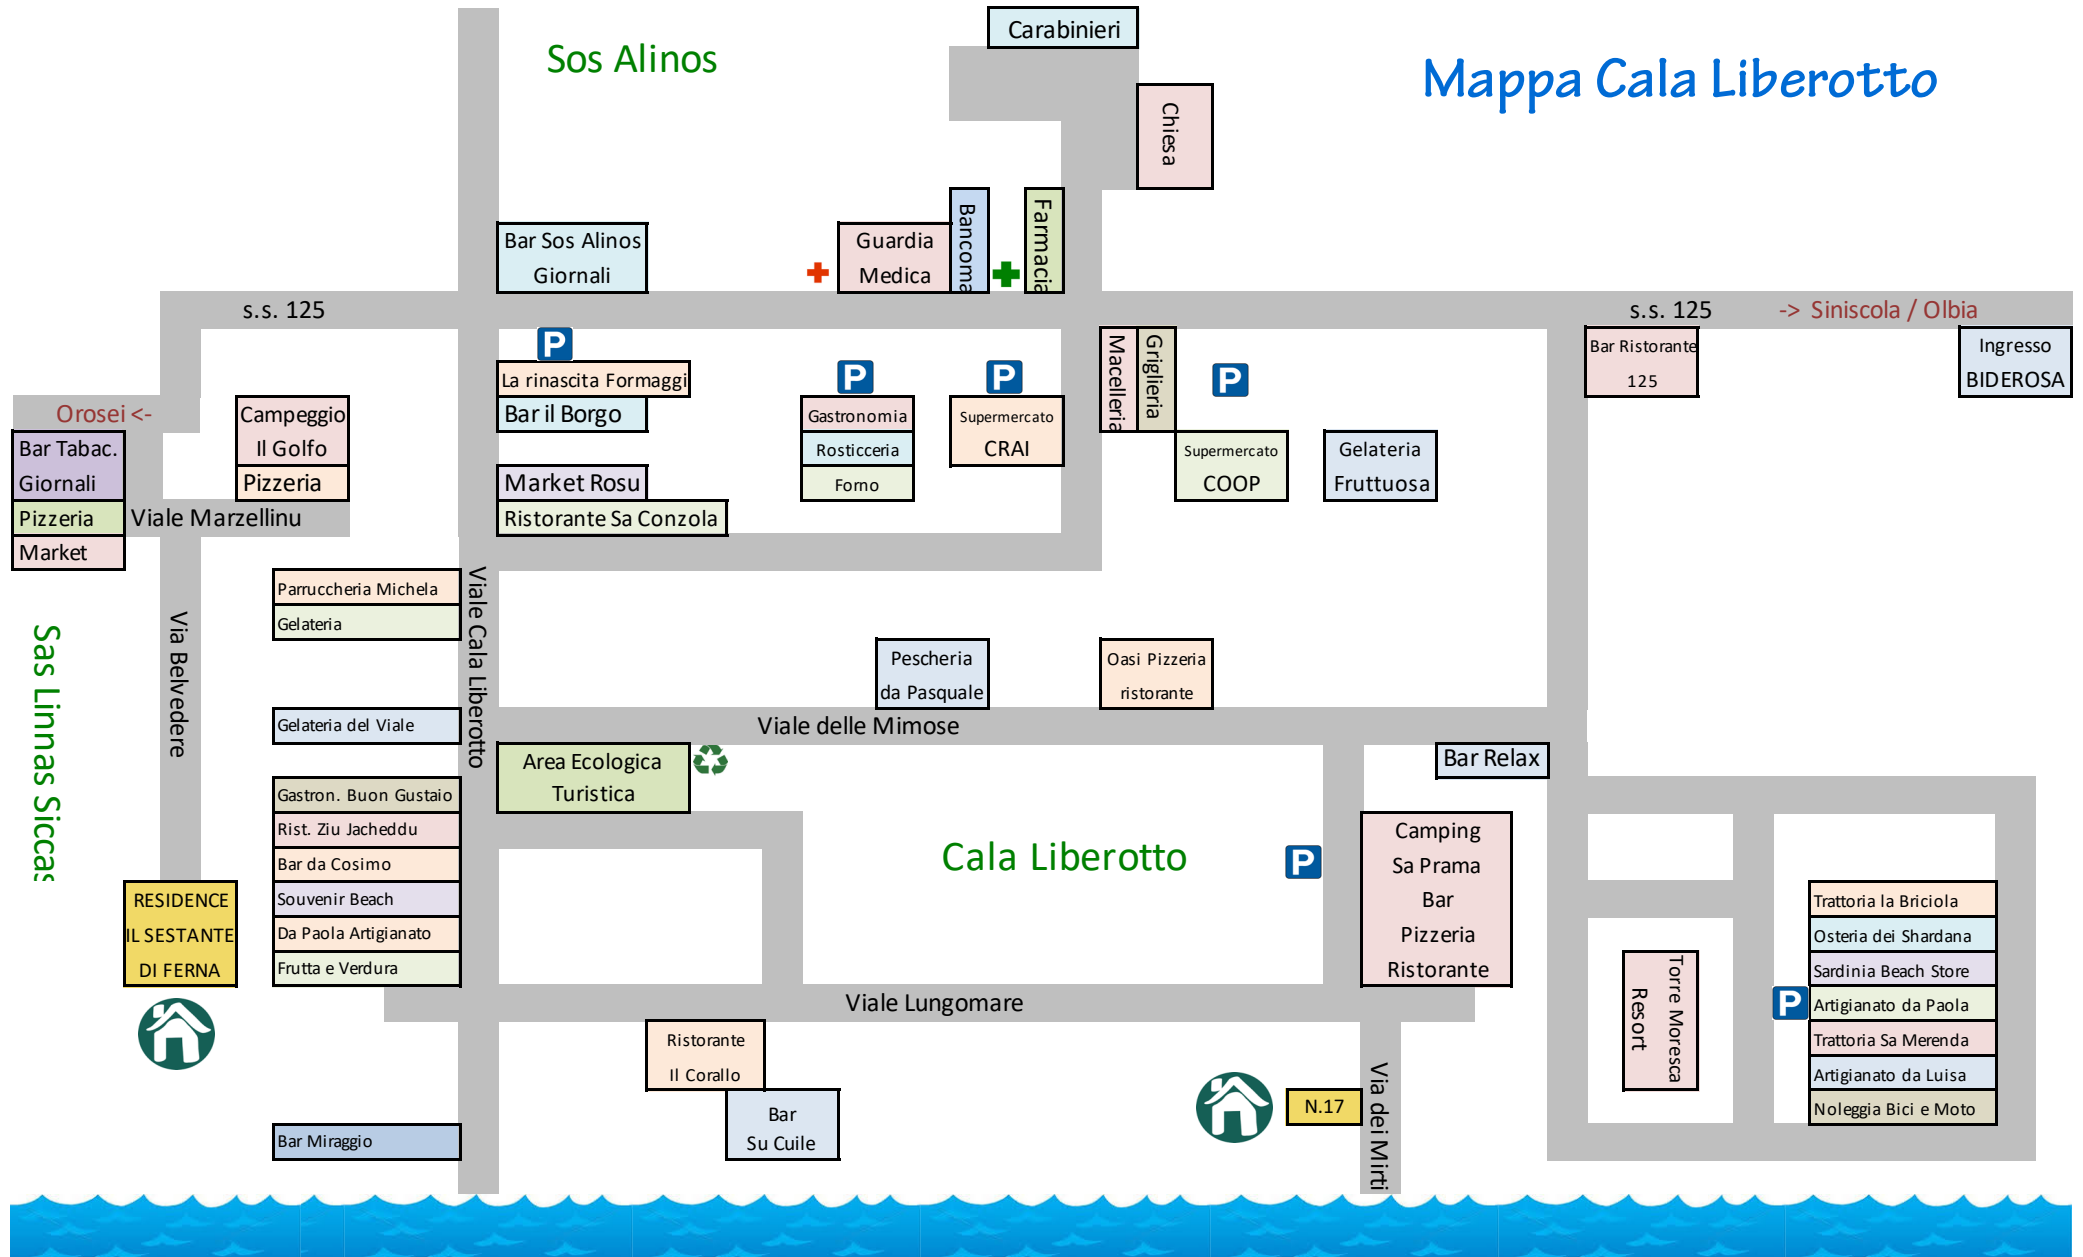 Carabinieri
Sos Alinos
Mappa Cala Liberotto
Chiesa
Bar Sos Alinos
Giornali
Guardia
Medica
Bancoma
Farmacia
s.s. 125
s.s. 125
-> Siniscola / Olbia
P
La rinascita Formaggi
Bar il Borgo
P
Gastronomia
Rosticceria
Forno
P
Supermercato
CRAI
Macelleria
Griglieria
P
Supermercato
COOP
Gelateria
Fruttuosa
Bar Ristorante
125
Ingresso
BIDEROSA
Orosei <-
Bar Tabac.
Giornali
Pizzeria
Market
Campeggio
Il Golfo
Pizzeria
Viale Marzellinu
Market Rosu
Ristorante Sa Conzola
Parruccheria Michela
Gelateria
Viale Cala Liberotto
Via Belvedere
Sas Linnas Siccas
Pescheria
da Pasquale
Oasi Pizzeria
ristorante
Gelateria del Viale
Viale delle Mimose
Area Ecologica
Turistica
Bar Relax
Gastron. Buon Gustaio
Rist. Ziu Jacheddu
Bar da Cosimo
Souvenir Beach
Da Paola Artigianato
Frutta e Verdura
Cala Liberotto
P
Camping
Sa Prama
Bar
Pizzeria
Ristorante
RESIDENCE
IL SESTANTE
DI FERNA
Trattoria la Briciola
Osteria dei Shardana
Sardinia Beach Store
P
Artigianato da Paola
Trattoria Sa Merenda
Artigianato da Luisa
Noleggia Bici e Moto
Torre Moresca
Resort
Viale Lungomare
Ristorante
Il Corallo
Bar
Su Cuile
N.17
Via dei Mirti
Bar Miraggio